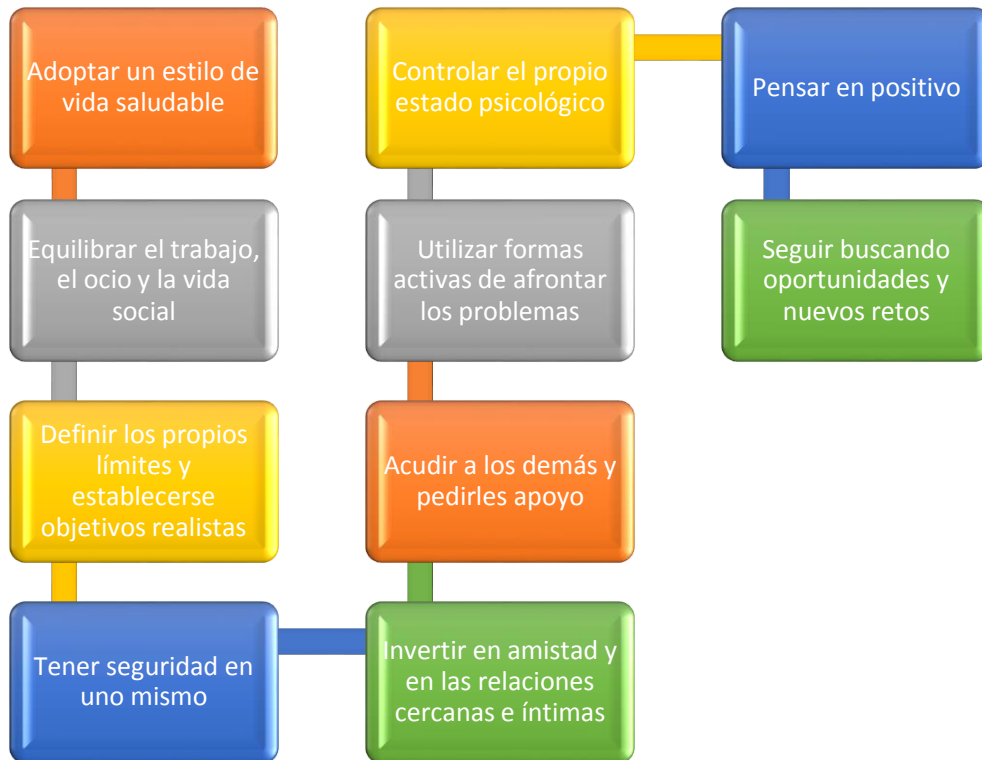 Adoptar un estilo de
vida saludable
Equilibrar el trabajo,
el ocio y la vida
social
Definir los propios
límites y
establecerse
objetivos realistas
Tener seguridad en
uno mismo
Invertir en amistad y
en las relaciones
cercanas e íntimas
Acudir a los demás y
pedirles apoyo
Utilizar formas
activas de afrontar
los problemas
Controlar el propio
estado psicológico
Pensar en positivo
Seguir buscando
oportunidades y
nuevos retos